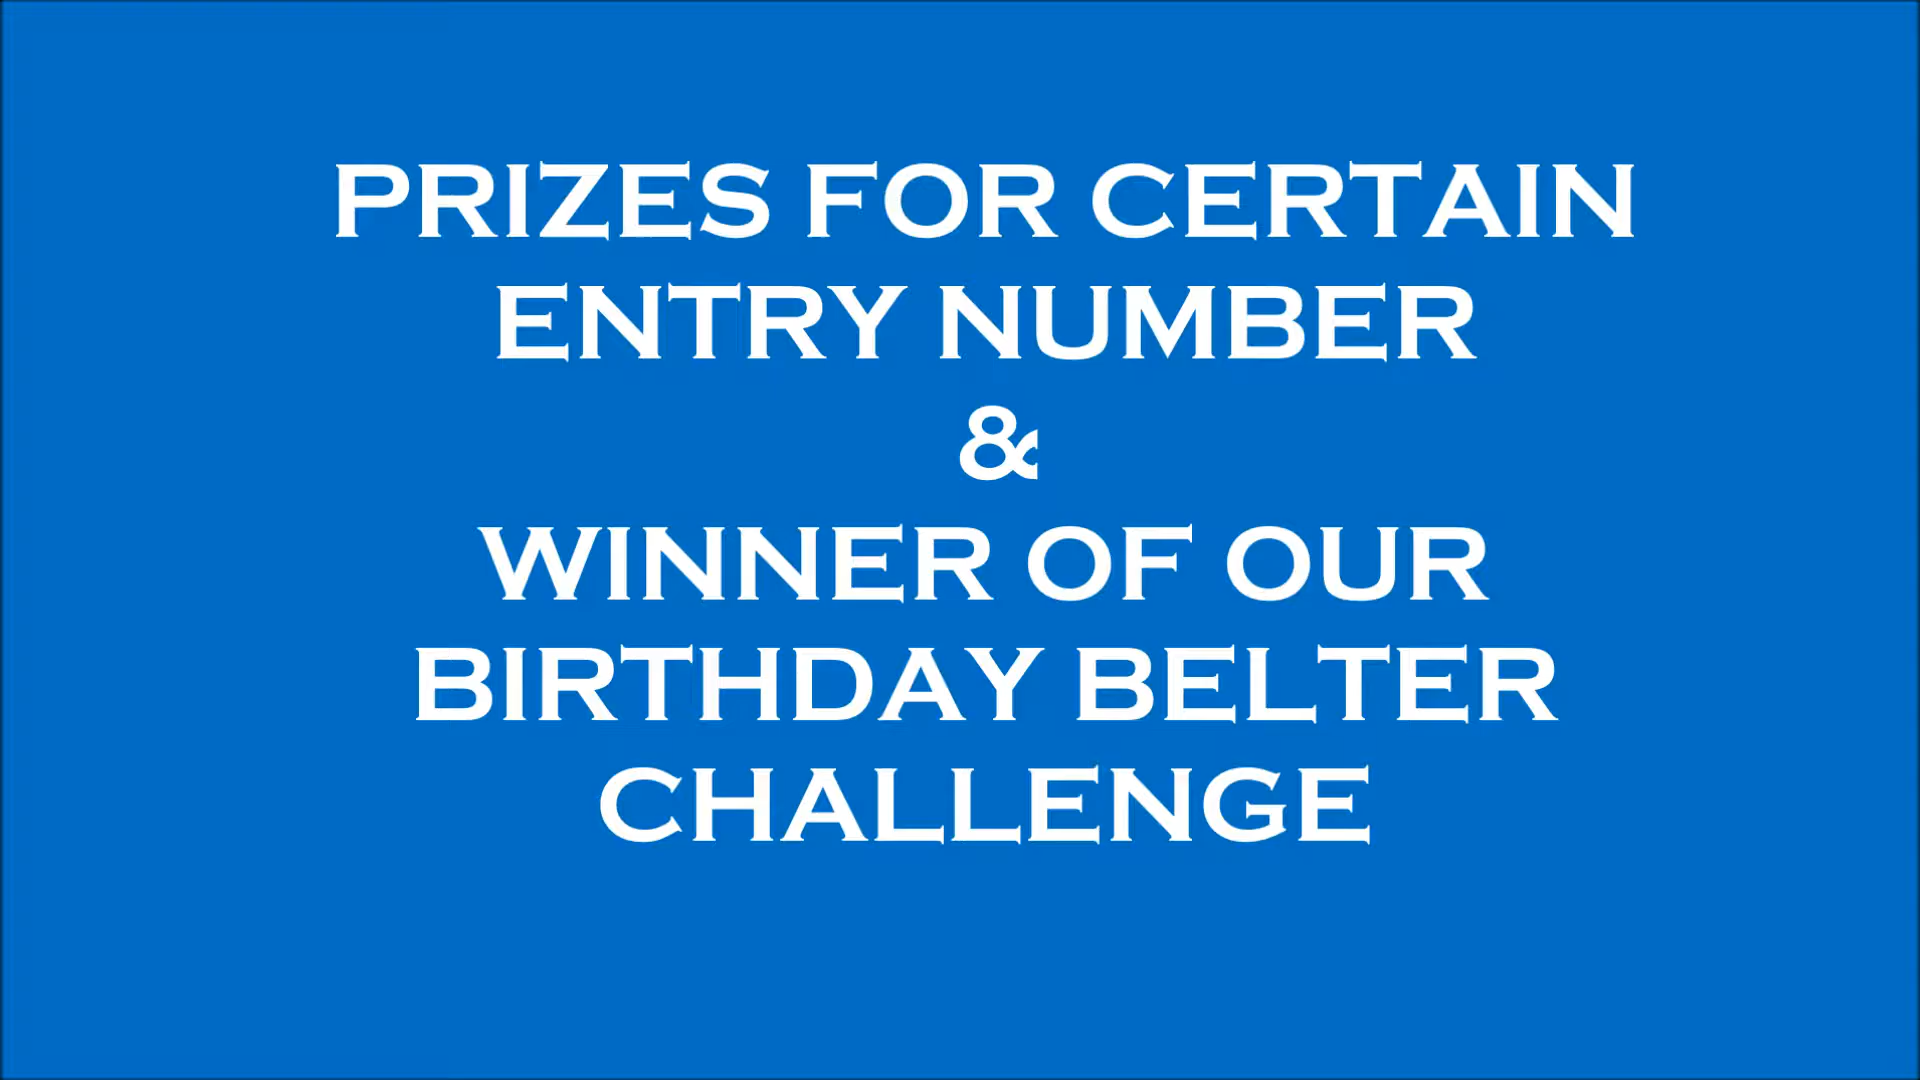 PRIZES FOR CERTAIN
ENTRY NUMBER
&
WINNER OF OUR
BIRTHDAY BELTER
CHALLENGE